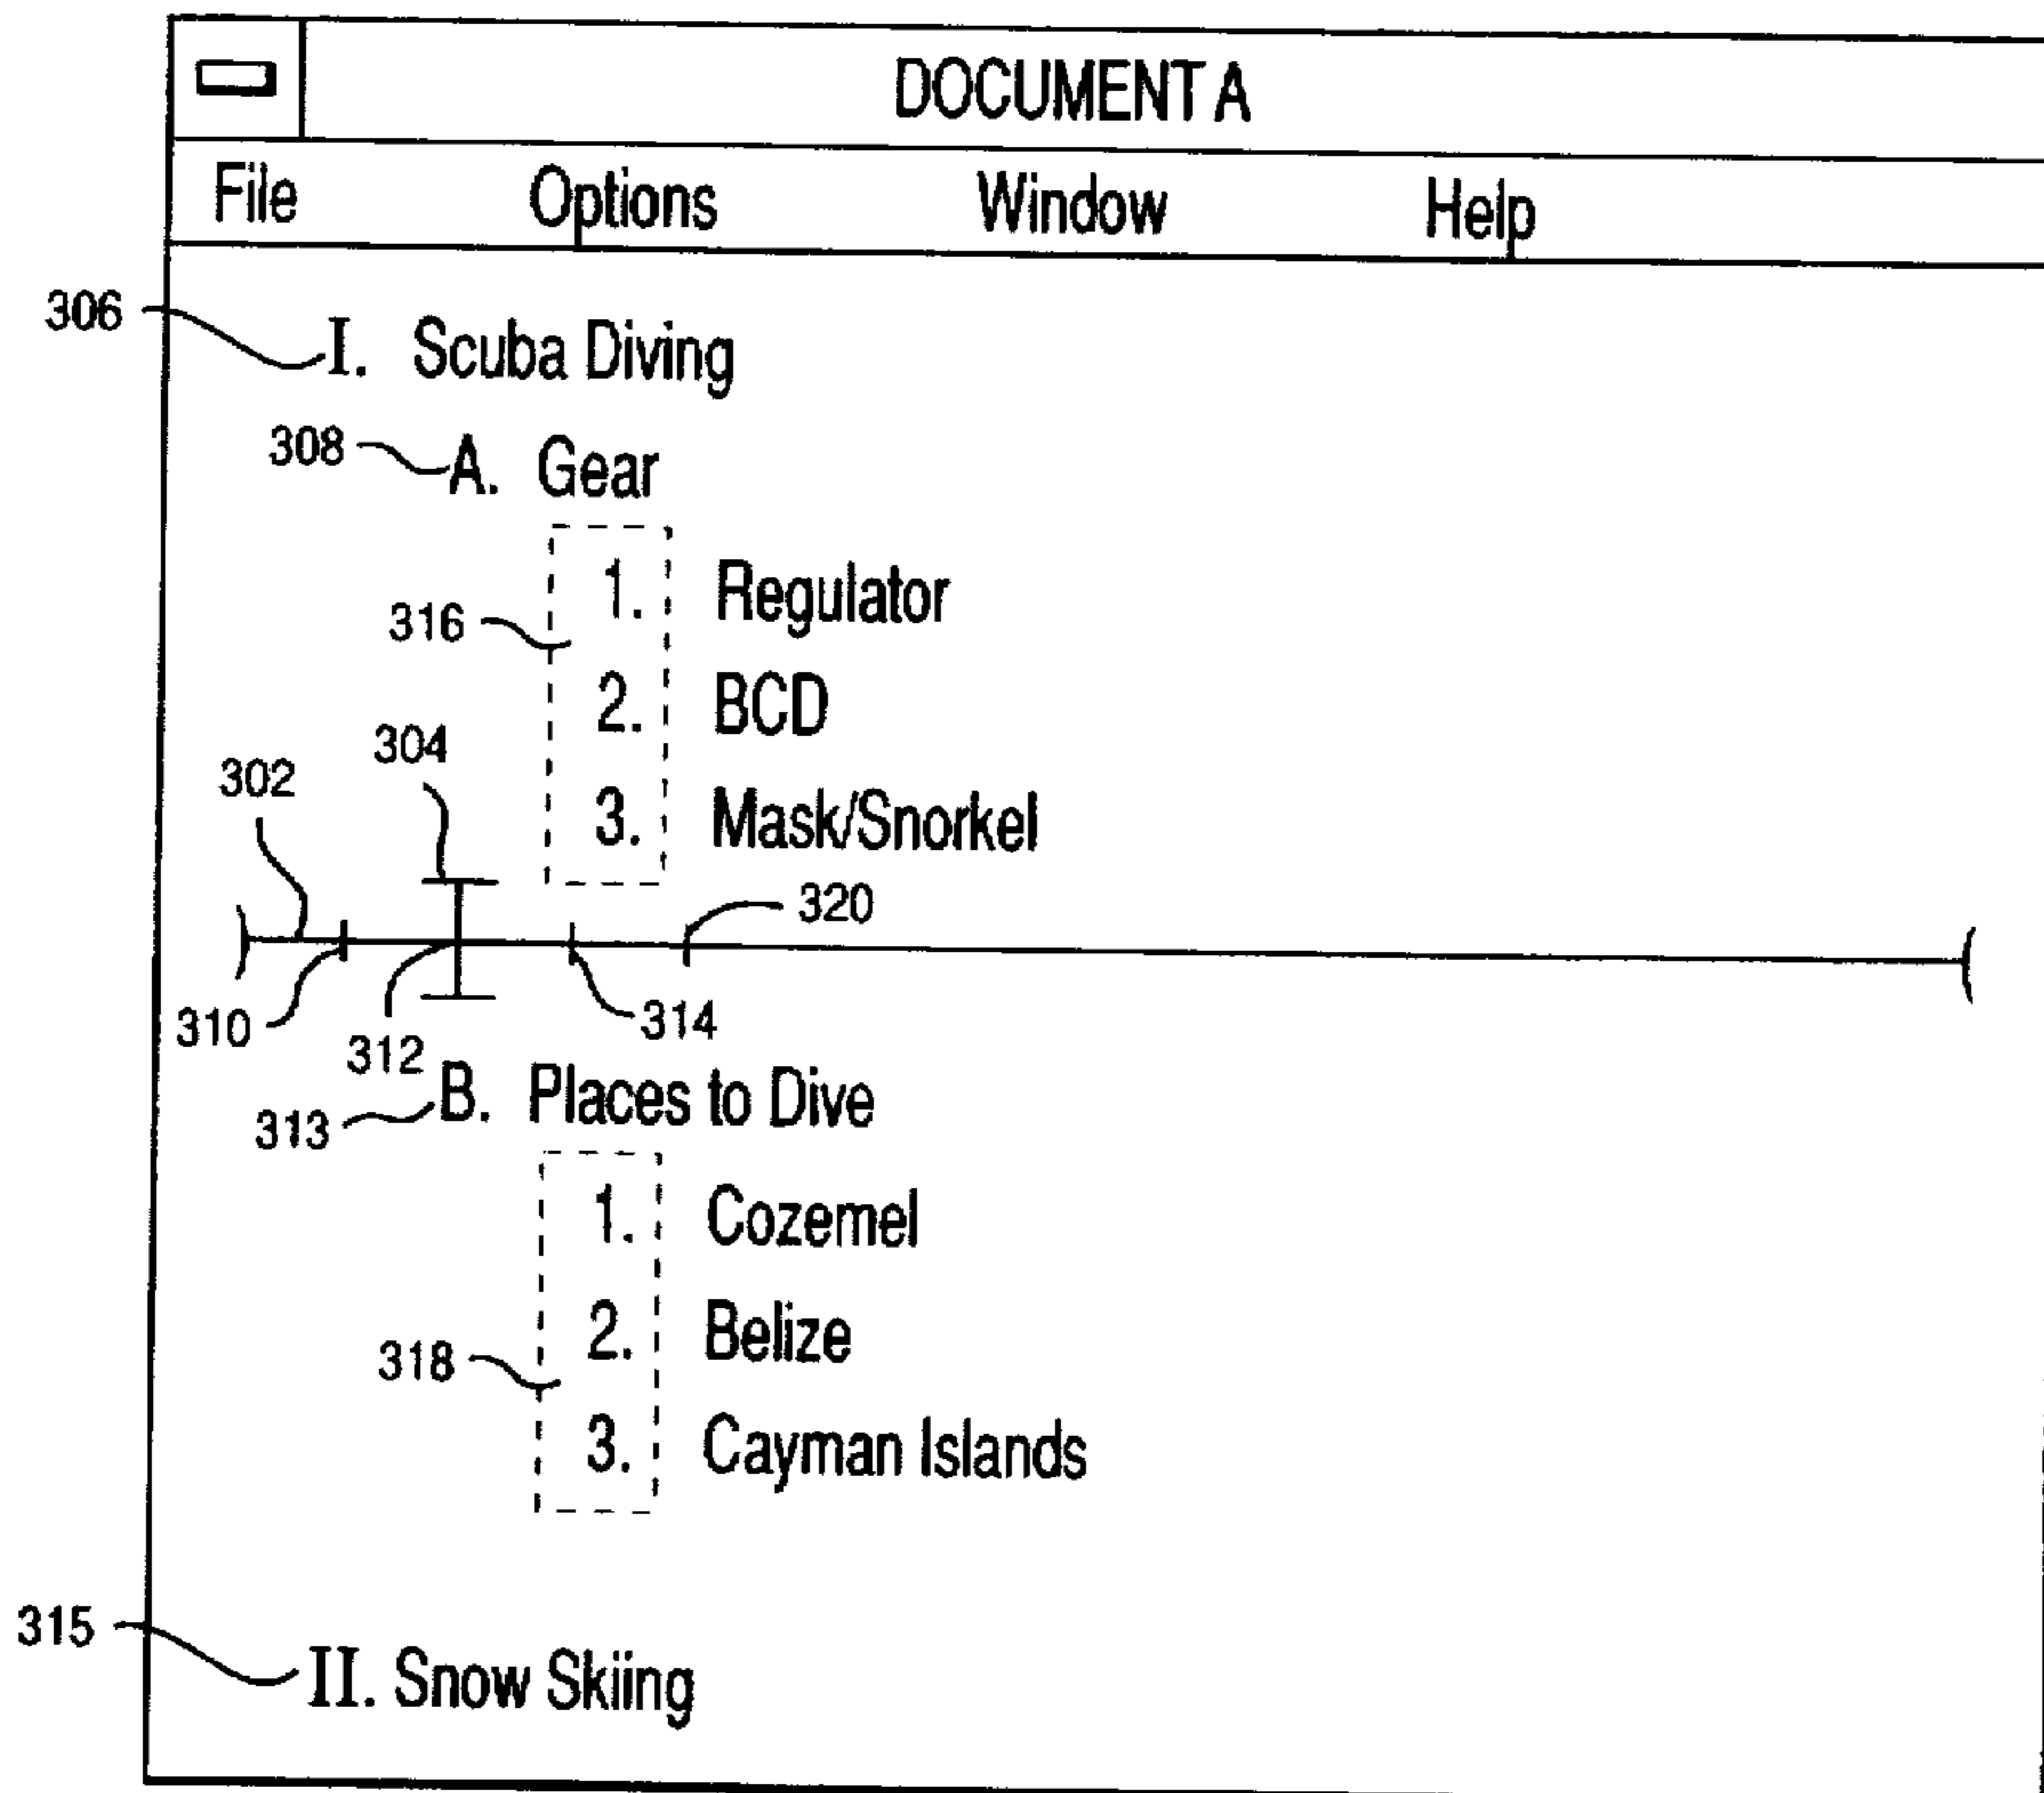 DOCUMENT A
File Options Window Help
306 I. Scuba Diving
308 A. Gear
1. Regulator
316
2. BCD
304
302
3. Mask/Snorkel
320
310
314
312
B. Places to Dive
313
1. Cozemel
2. Belize
318
3. Cayman Islands
315
II. Snow Skiing